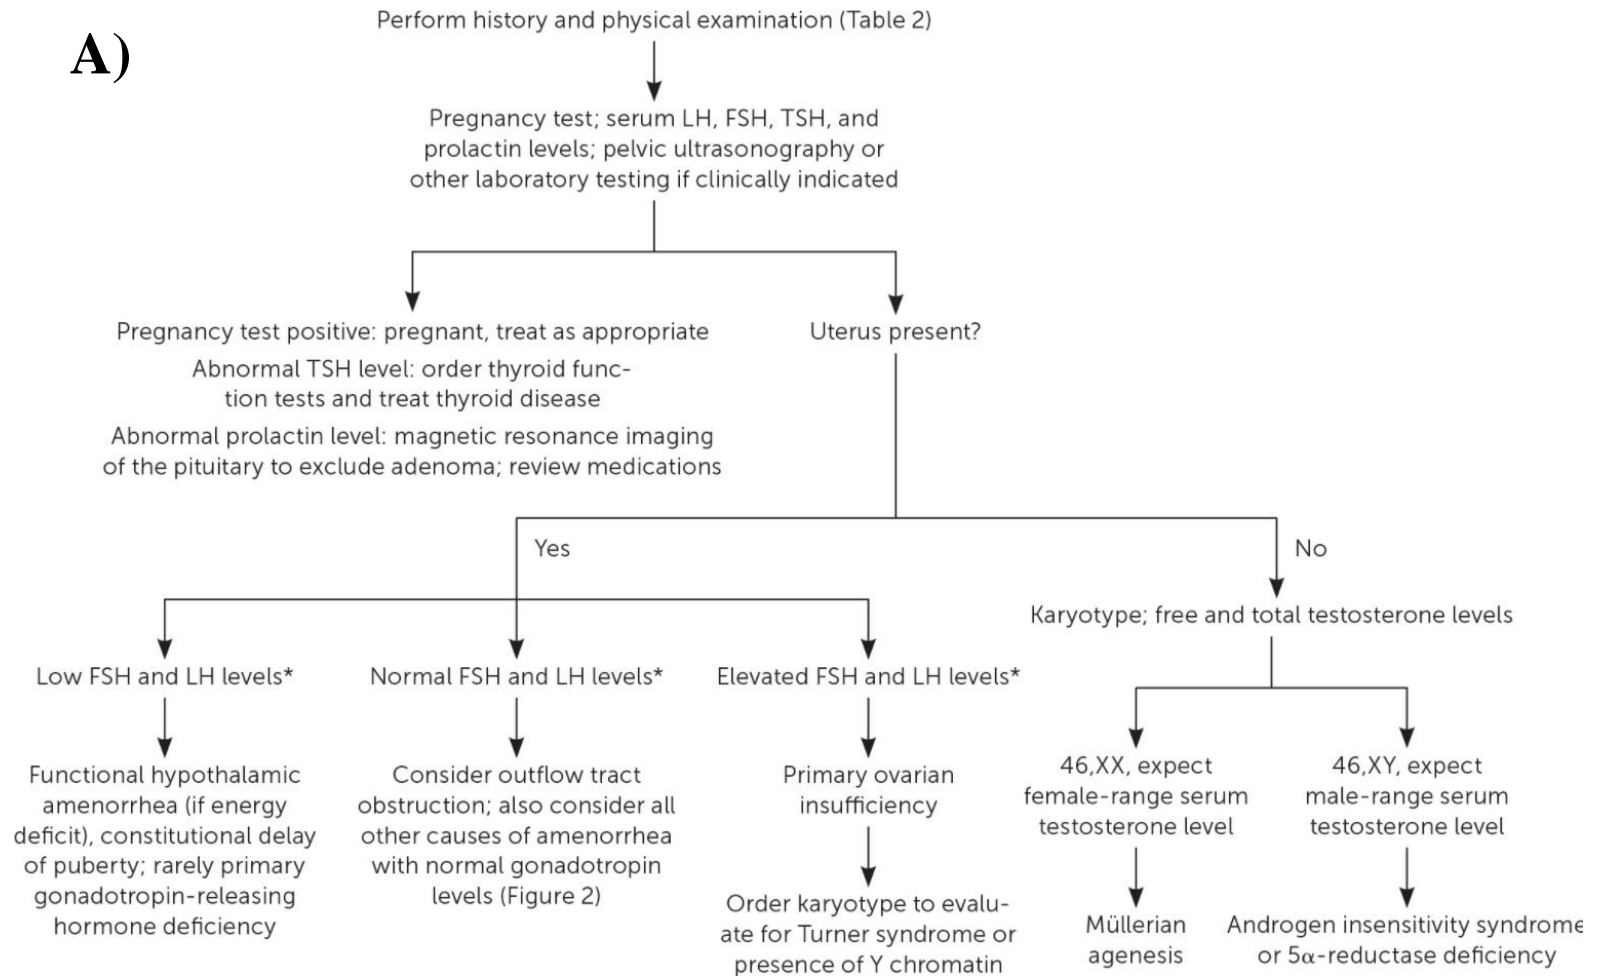 A)
Perform history and physical examination (Table 2)
Pregnancy test; serum LH, FSH, TSH, and
prolactin levels; pelvic ultrasonography or
other laboratory testing if clinically indicated
Pregnancy test positive: pregnant, treat as appropriate
Abnormal TSH level: order thyroid func-
tion tests and treat thyroid disease
Abnormal prolactin level: magnetic resonance imaging
of the pituitary to exclude adenoma; review medications
Uterus present?
Yes
No
Low FSH and LH levels*
Functional hypothalamic
amenorrhea (if energy
deficit), constitutional delay
of puberty; rarely primary
gonadotropin-releasing
hormone deficiency
Normal FSH and LH levels*
Consider outflow tract
obstruction; also consider all
other causes of amenorrhea
with normal gonadotropin
levels (Figure 2)
Elevated FSH and LH levels*
Primary ovarian
insufficiency
Order karyotype to evalu-
ate for Turner syndrome or
presence of Y chromatin
Karyotype; free and total testosterone levels
46,XX, expect
female-range serum
testosterone level
Müllerian
agenesis
46,XY, expect
male-range serum
testosterone level
Androgen insensitivity syndrome
or 5α-reductase deficiency